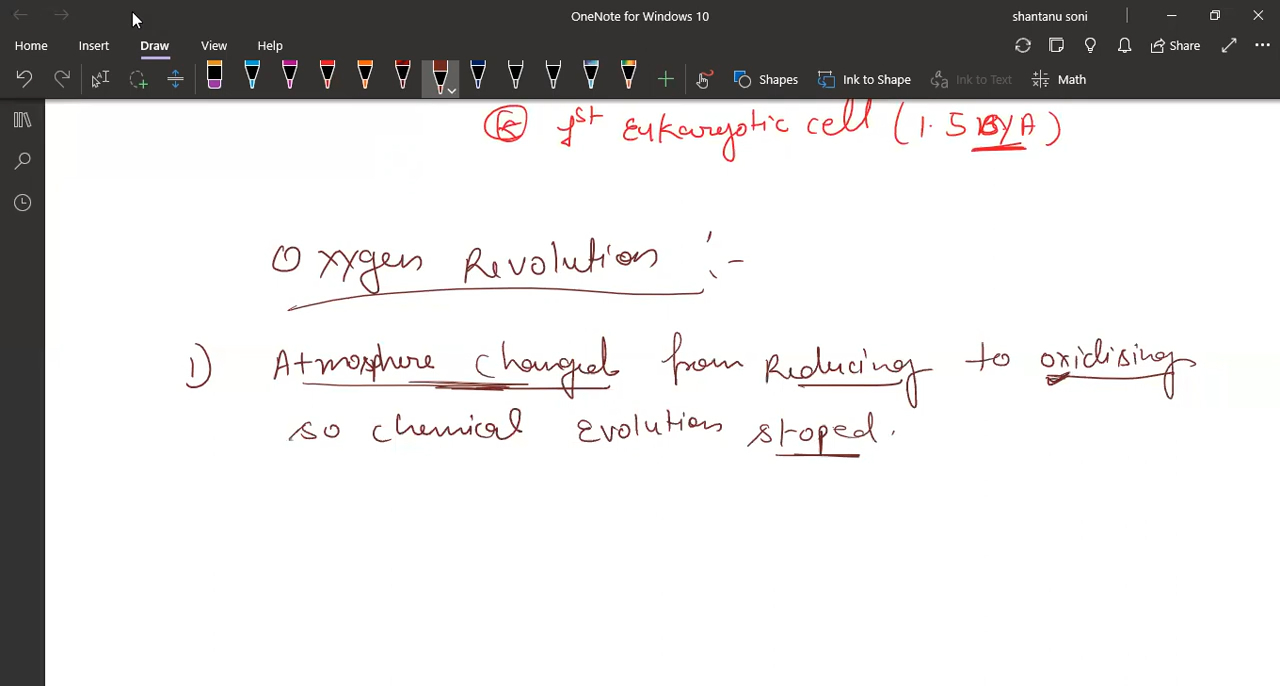 OneNote for Windows 10
shantanu soni
Home Insert Draw View Help
Share
Shapes Ink to Shape Ink to Text Math
1st Eukaryotic cell (1.5 BYA)
Oxygen Revolution :-
1) Atmosphere changed from Reducing to oxidising
so chemical Evolution stoped.